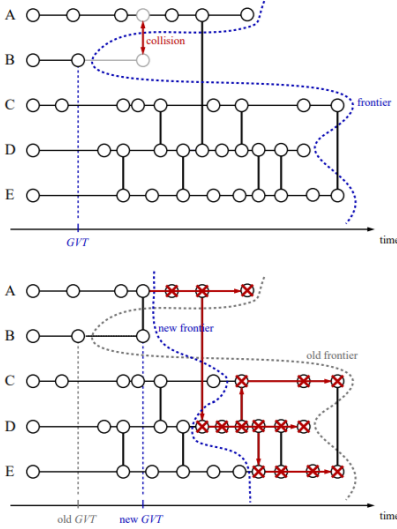 A
collision
B
C
frontier
D
E
time
GVT
A
new frontier
B
old frontier
C
D
E
time
old GVT
new GVT